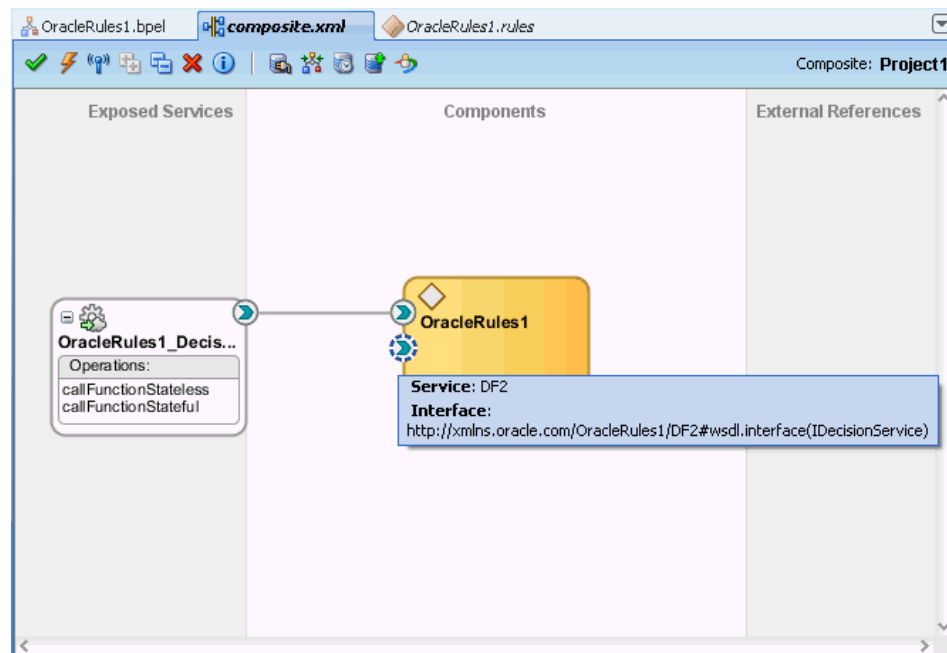 OracleRules1.bpel
composite.xml
OracleRules1.rules
Composite: Project1
Exposed Services
Components
External References
OracleRules1_Decis...
Operations:
callFunctionStateless
callFunctionStateful
OracleRules1
Service: DF2
Interface:
http://xmlns.oracle.com/OracleRules1/DF2#wsdl.interface(IDecisionService)